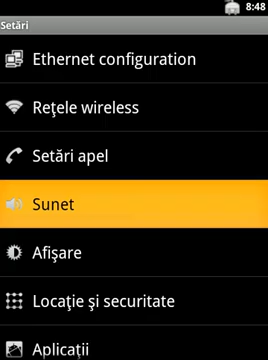 8:48
Setări
Ethernet configuration
Reţele wireless
Setări apel
Sunet
Afişare
Locaţie şi securitate
Aplicaţii